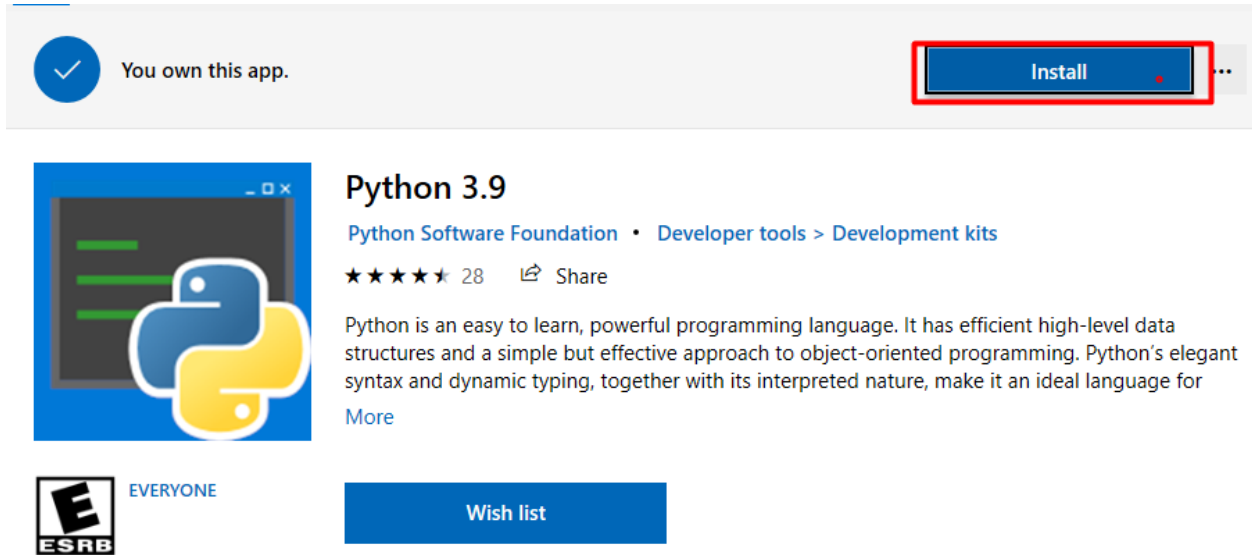 You own this app.
Install
...
Python 3.9
Python Software Foundation • Developer tools > Development kits
28 Share
Python is an easy to learn, powerful programming language. It has efficient high-level data
structures and a simple but effective approach to object-oriented programming. Python's elegant
syntax and dynamic typing, together with its interpreted nature, make it an ideal language for
More
E
ESRB
EVERYONE
Wish list